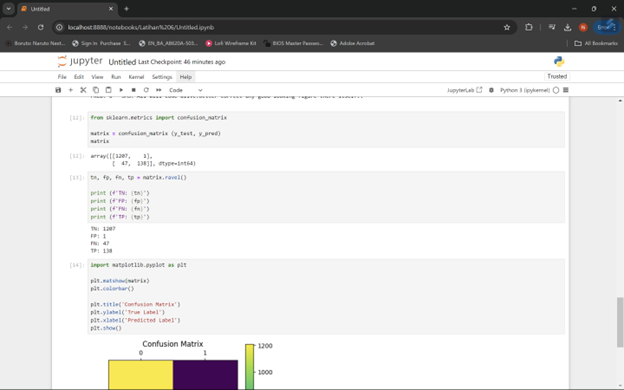 Untitled
localhost:8888/notebooks/Latihan%206/Untitled.ipynb
Boruto: Naruto Next...
Sign in
Purchase
EN_B4_AB620A-S01...
LoS Wireframe Kit
BIOS Master Passwo...
Adobe Acrobat
All Bookmarks
jupyter Untitled Last Checkpoint: 46 minutes ago
File Edit View Run Kernel Settings Help
Trusted
Code
JupyterLab
Python 3 (ipykernel)
[12]:
from sklearn.metrics import confusion_matrix
matrix = confusion_matrix (y_test, y_pred)
matrix
[12]:
array([[1207, 1],
[ 47, 138]], dtype=int64)
[13]:
tn, fp, fn, tp = matrix.ravel()
print (f'TN: {tn}')
print (f'FP: {fp}')
print (f'FN: {fn}')
print (f'TP: {tp}')
TN: 1207
FP: 1
FN: 47
TP: 138
[14]:
import matplotlib.pyplot as plt
plt.matshow(matrix)
plt.colorbar()
plt.title('Confusion Matrix')
plt.ylabel('True Label')
plt.xlabel('Predicted Label')
plt.show()
Confusion Matrix
0 1
1200
1000